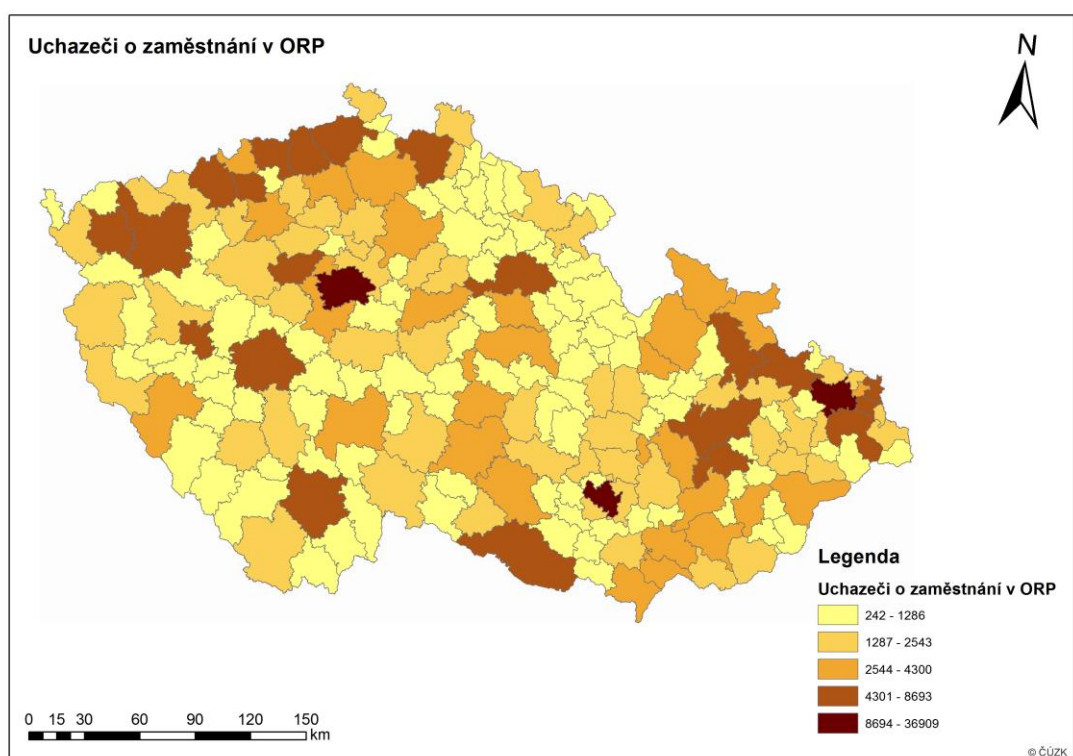 Uchazeči o zaměstnání v ORP
N
Legenda
Uchazeči o zaměstnání v ORP
242 - 1286
1287 - 2543
2544 - 4300
4301 - 8693
8694 - 36909
0 15 30 60 90 120 150
km
© ČÚZK